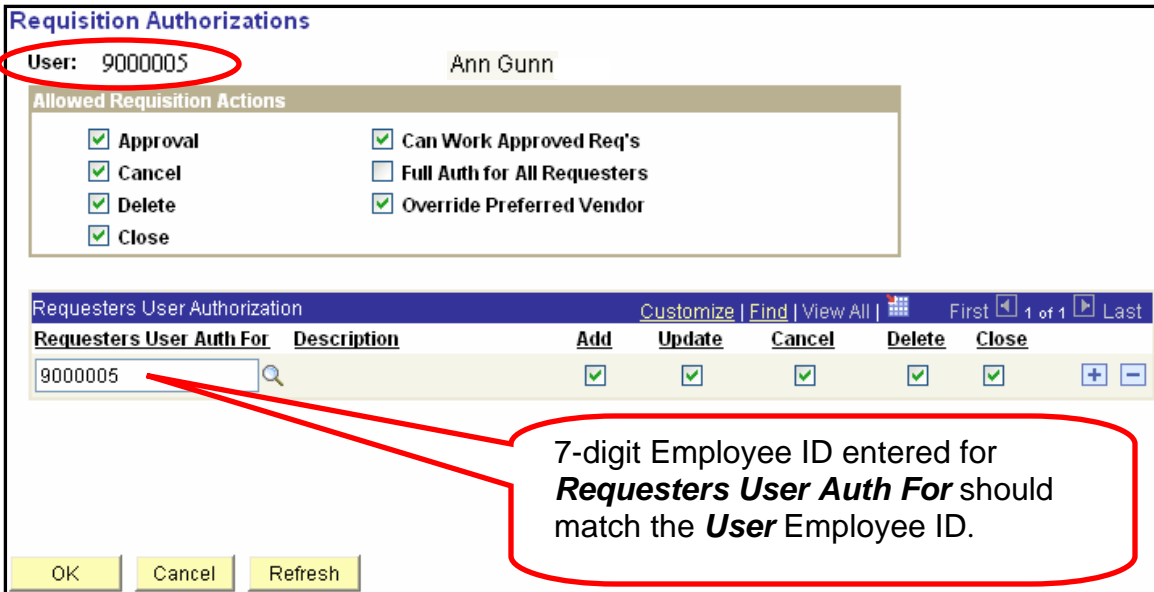 Requisition Authorizations
User: 9000005 Ann Gunn
Allowed Requisition Actions
Approval Can Work Approved Req's
Cancel Full Auth for All Requesters
Delete Override Preferred Vendor
Close
Requesters User Authorization Customize | Find | View All | First 1 of 1 Last
Requesters User Auth For Description Add Update Cancel Delete Close
9000005
7-digit Employee ID entered for
Requesters User Auth For should
match the User Employee ID.
OK Cancel Refresh